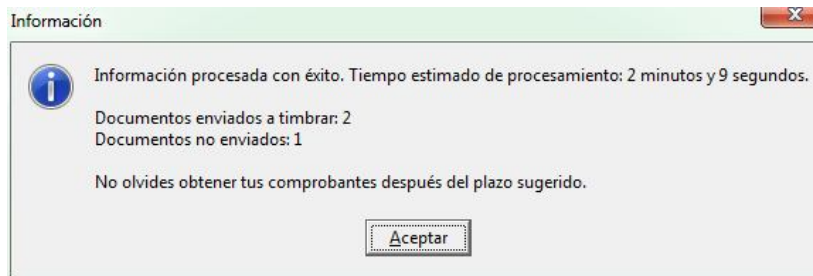 Información
Información procesada con éxito. Tiempo estimado de procesamiento: 2 minutos y 9 segundos.
Documentos enviados a timbrar: 2
Documentos no enviados: 1
No olvides obtener tus comprobantes después del plazo sugerido.
Aceptar